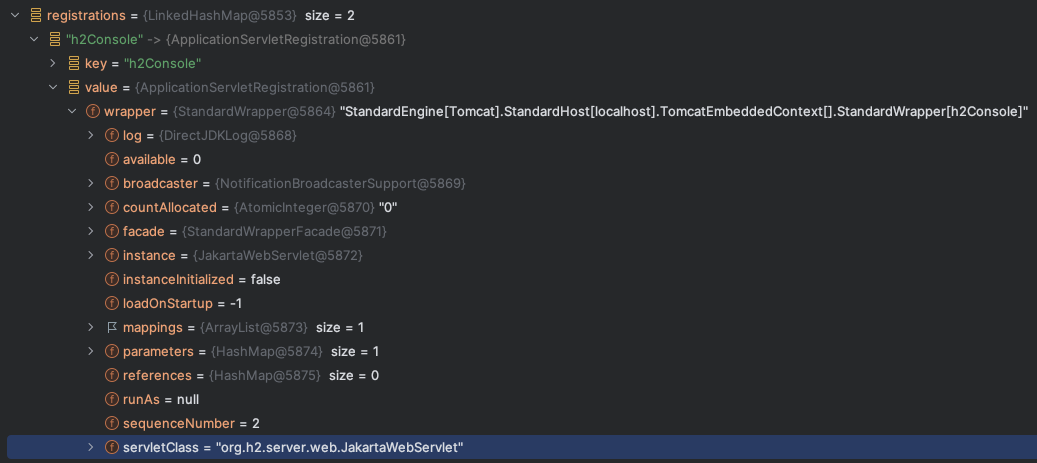 registrations = {LinkedHashMap@5853} size = 2
"h2Console" -> {ApplicationServletRegistration@5861}
key = "h2Console"
value = {ApplicationServletRegistration@5861}
f wrapper = {StandardWrapper@5864} "StandardEngine[Tomcat].StandardHost[localhost].TomcatEmbeddedContext[].StandardWrapper[h2Console]"
f log = {DirectJDKLog@5868}
f available = 0
f broadcaster = {NotificationBroadcasterSupport@5869}
f countAllocated = {AtomicInteger@5870} "0"
f facade = {StandardWrapperFacade@5871}
f instance = {JakartaWebServlet@5872}
f instanceInitialized = false
f loadOnStartup = -1
mappings = {ArrayList@5873} size = 1
f parameters = {HashMap@5874} size = 1
f references = {HashMap@5875} size = 0
f runAs = null
f sequenceNumber = 2
f servletClass = "org.h2.server.web.JakartaWebServlet"